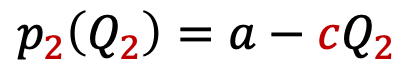 p₂(Q₂) = a − cQ₂